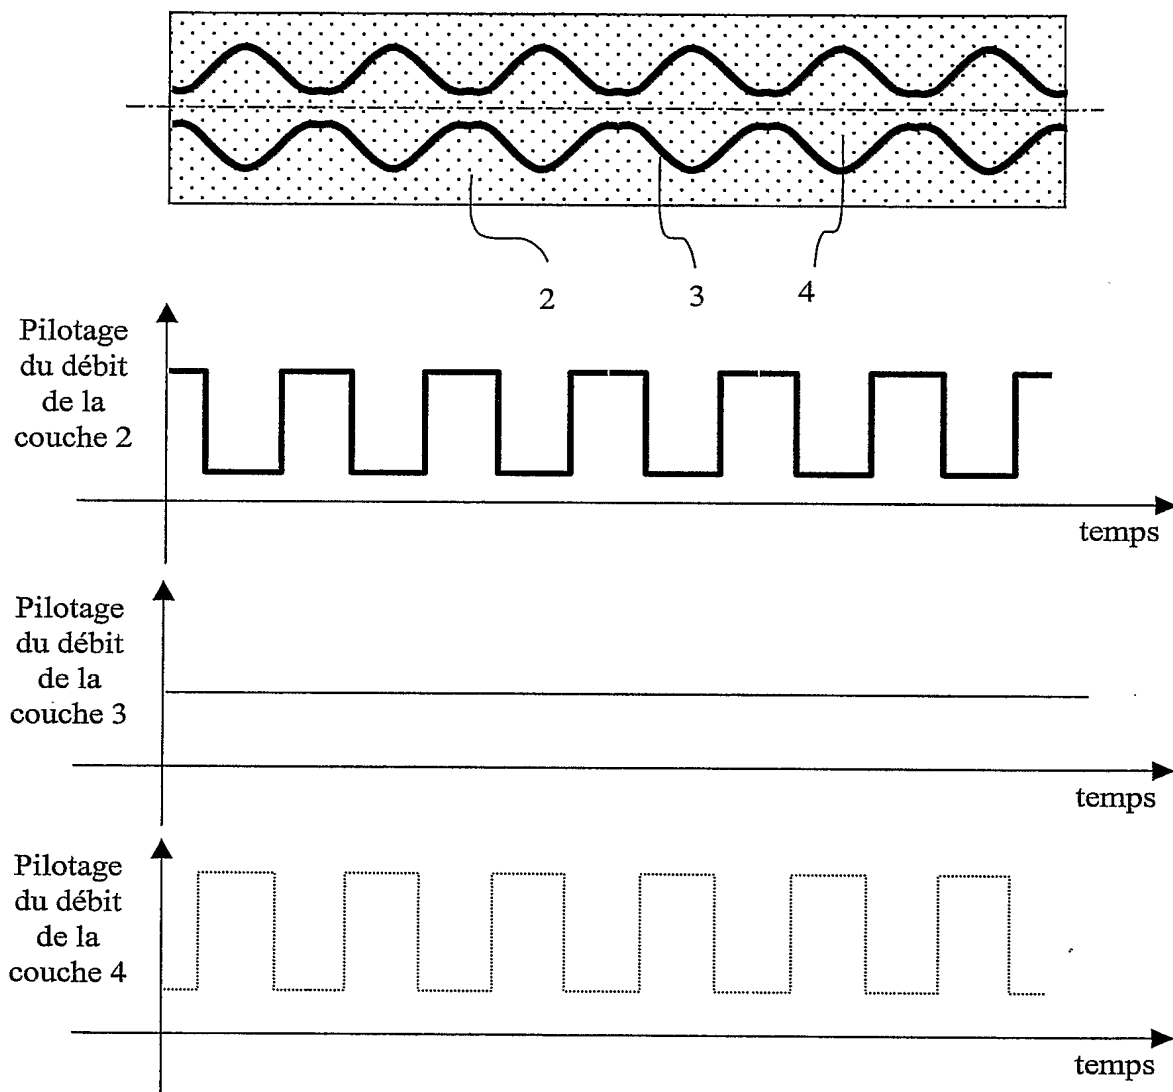 2
3
4
Pilotage
du débit
de la
couche 2
temps
Pilotage
du débit
de la
couche 3
temps
Pilotage
du débit
de la
couche 4
temps